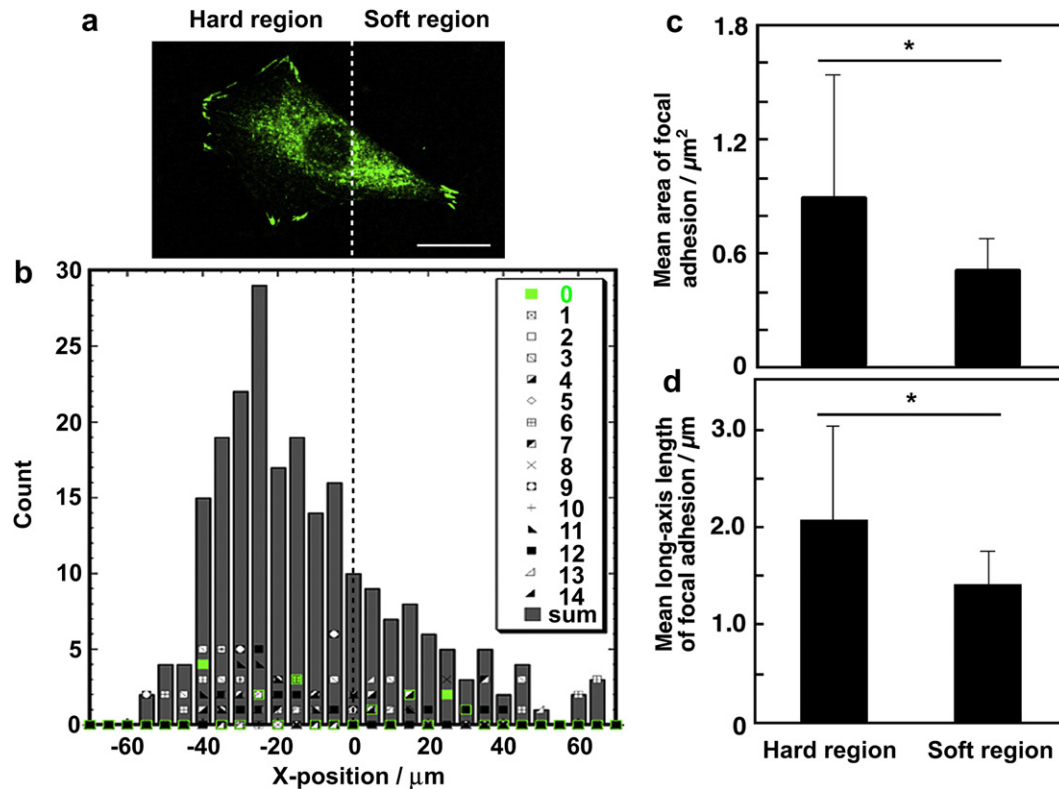 a
Hard region Soft region
b
30
25
20
15
10
5
0
Count
-60 -40 -20 0 20 40 60
X-position / μm
0
1
2
3
4
5
6
7
8
9
10
11
12
13
14
sum
c
1.8
1.2
0.6
0
Mean area of focal
adhesion / μm²
*
d
3.0
2.0
1.0
0
Mean long-axis length
of focal adhesion / μm
*
Hard region Soft region